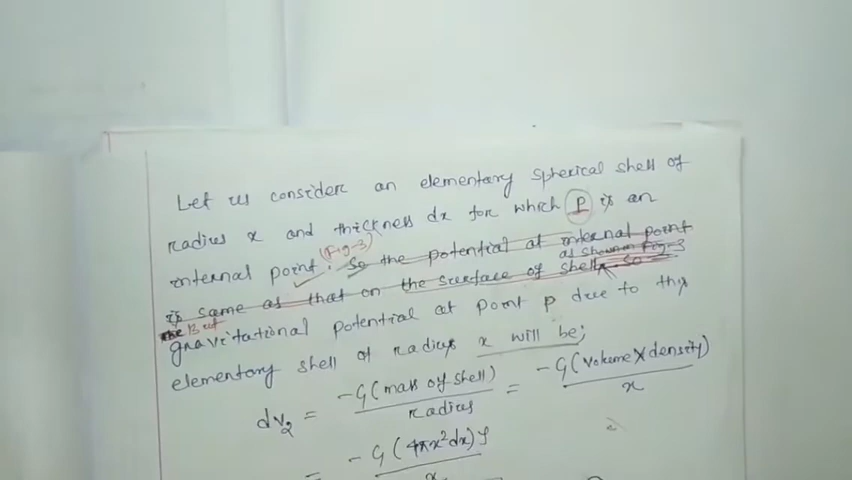 Let us consider an elementary spherical shell of
radius x and thickness dx for which P is an
(Fig-3)
internal point. so the potential at internal point
as shown in Fig-3
is same as that on the surface of shell. so
But
gravitational potential at point p due to this
elementary shell of radius x will be;
dV₂ = -G(mass of shell)/radius = -G(volume×density)/x
= -G(4πx²dx)ρ/x